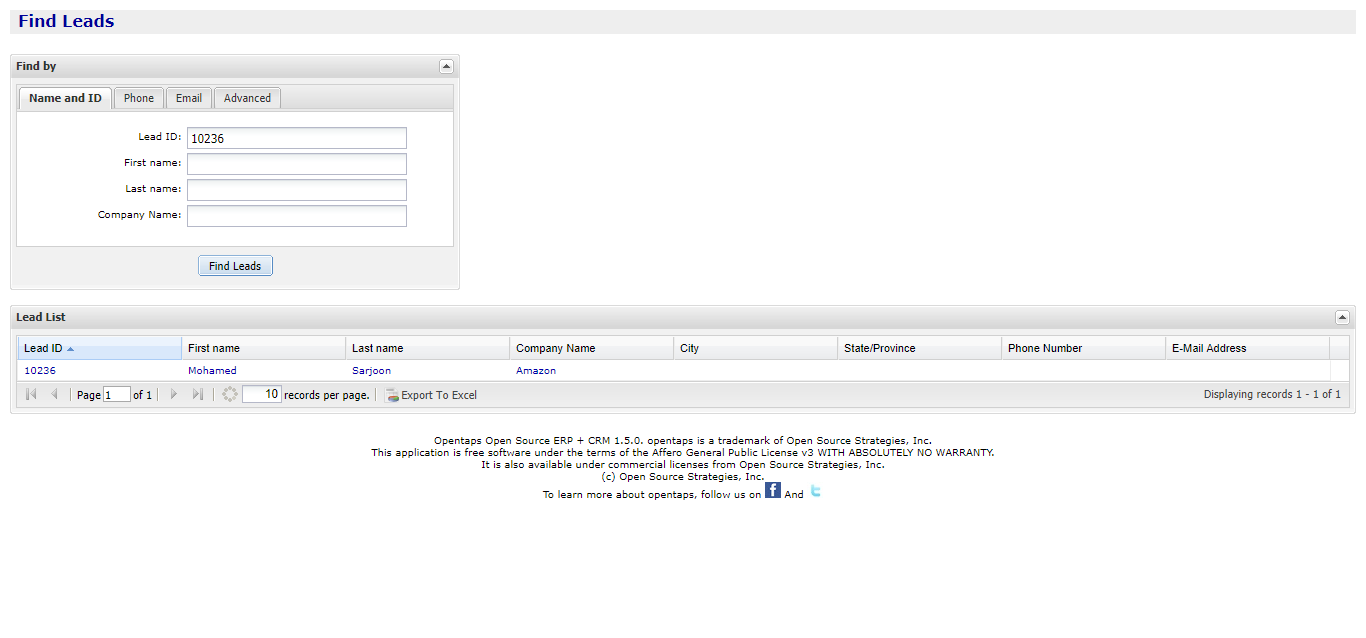 Find Leads
Find by
Name and ID Phone Email Advanced
Lead ID: 10236
First name:
Last name:
Company Name:
Find Leads
Lead List
Lead ID First name Last name Company Name City State/Province Phone Number E-Mail Address
10236 Mohamed Sarjoon Amazon
Page 1 of 1 10 records per page. Export To Excel Displaying records 1 - 1 of 1
Opentaps Open Source ERP + CRM 1.5.0. opentaps is a trademark of Open Source Strategies, Inc.
This application is free software under the terms of the Affero General Public License v3 WITH ABSOLUTELY NO WARRANTY.
It is also available under commercial licenses from Open Source Strategies, Inc.
(c) Open Source Strategies, Inc.
To learn more about opentaps, follow us on f And t